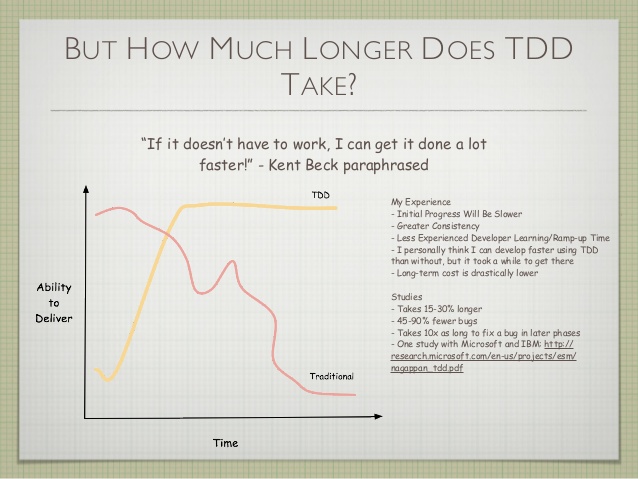 BUT HOW MUCH LONGER DOES TDD
TAKE?
“If it doesn’t have to work, I can get it done a lot
faster!” - Kent Beck paraphrased
TDD
Ability
to
Deliver
Traditional
Time
My Experience
- Initial Progress Will Be Slower
- Greater Consistency
- Less Experienced Developer Learning/Ramp-up Time
- I personally think I can develop faster using TDD
than without, but it took a while to get there
- Long-term cost is drastically lower
Studies
- Takes 15-30% longer
- 45-90% fewer bugs
- Takes 10x as long to fix a bug in later phases
- One study with Microsoft and IBM: http://
research.microsoft.com/en-us/projects/esm/
nagappan_tdd.pdf